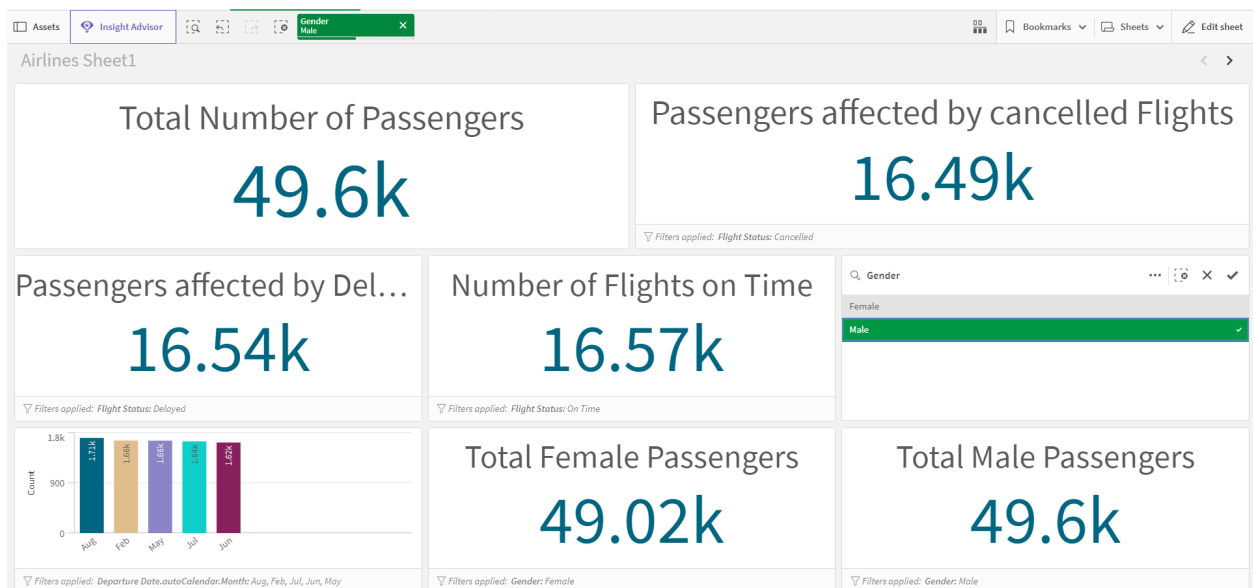 Assets
Insight Advisor
Gender
Male
Bookmarks
Sheets
Edit sheet
Airlines Sheet1
Total Number of Passengers
49.6k
Passengers affected by cancelled Flights
16.49k
Filters applied: Flight Status: Cancelled
Passengers affected by Del...
16.54k
Filters applied: Flight Status: Delayed
Number of Flights on Time
16.57k
Filters applied: Flight Status: On Time
Gender
Female
Male
Count
1.8k
900
0
1.71k
1.66k
1.66k
1.64k
1.62k
Aug
Feb
May
Jul
Jun
Filters applied: Departure Date.autoCalendar.Month: Aug, Feb, Jul, Jun, May
Total Female Passengers
49.02k
Filters applied: Gender: Female
Total Male Passengers
49.6k
Filters applied: Gender: Male